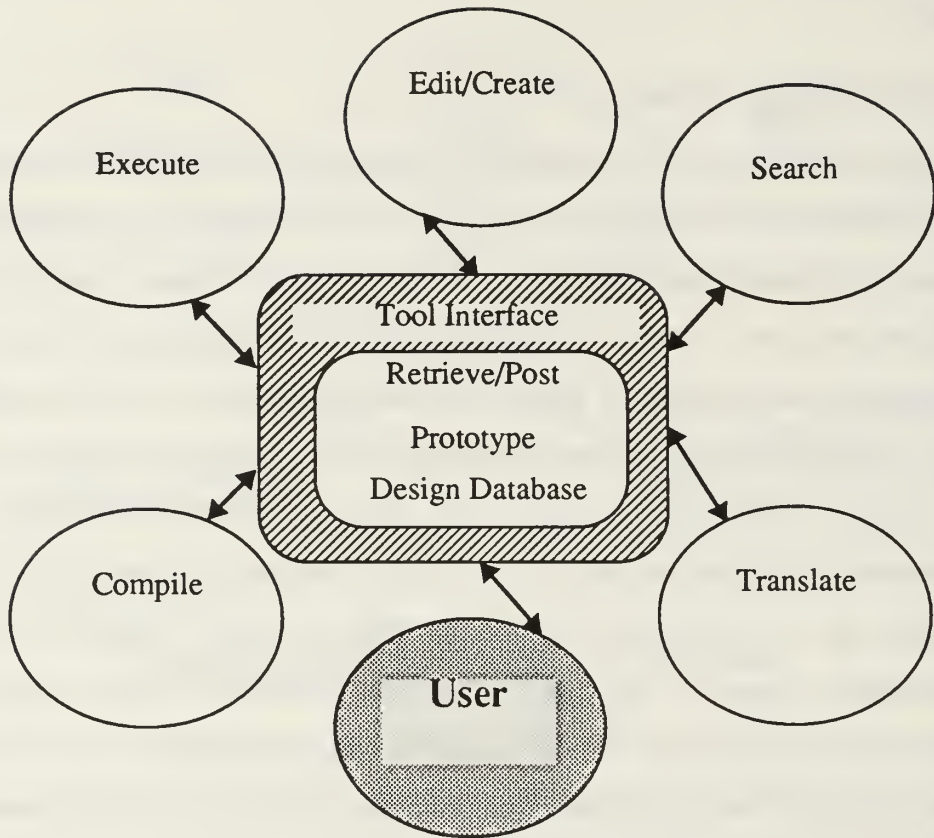 Edit/Create
Execute
Search
Tool Interface
Retrieve/Post
Prototype
Design Database
Compile
Translate
User